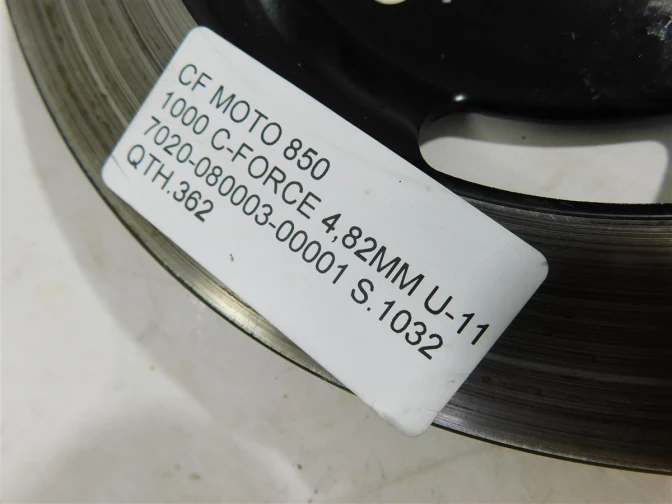 CF MOTO 850
1000 C-FORCE 4,82MM U-11
7020-080003-00001 S.1032
QTH.362